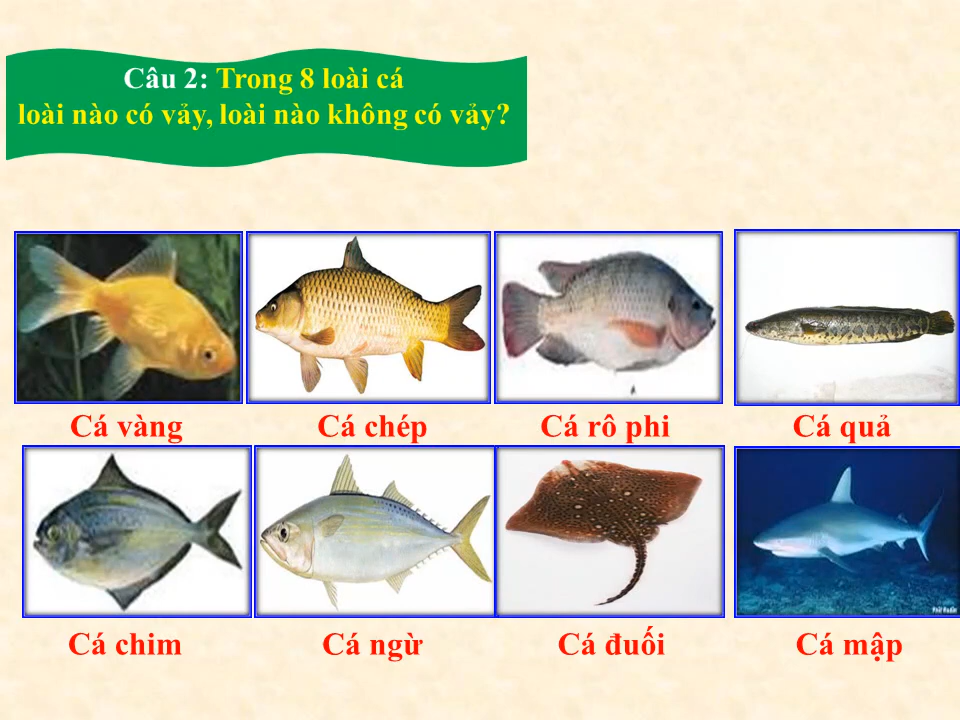 Câu 2: Trong 8 loài cá
loài nào có vảy, loài nào không có vảy?
Cá vàng
Cá chép
Cá rô phi
Cá quả
Cá chim
Cá ngừ
Cá đuối
Cá mập